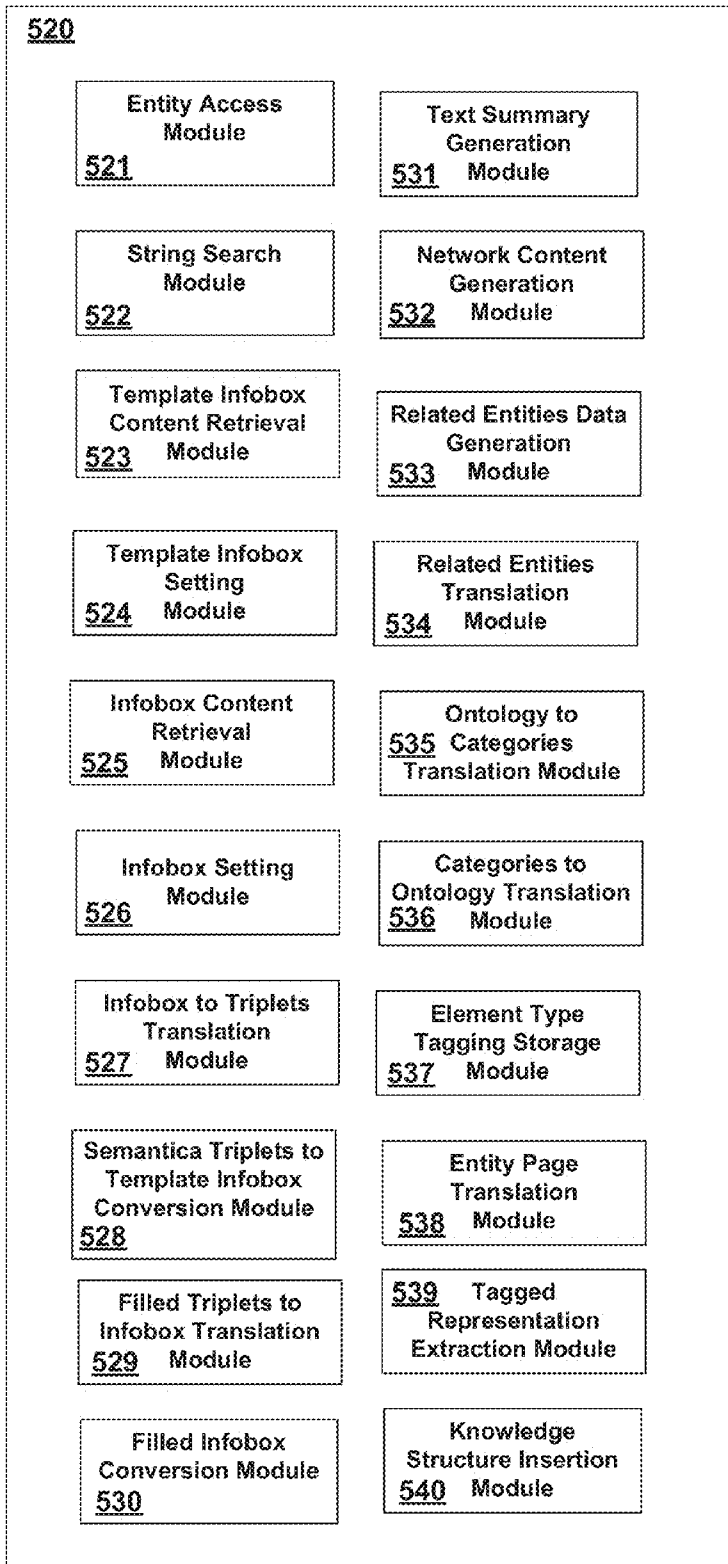 520
Entity Access
Module
521
String Search
Module
522
Template Infobox
Content Retrieval
Module
523
Template Infobox
Setting
Module
524
Infobox Content
Retrieval
Module
525
Infobox Setting
Module
526
Infobox to Triplets
Translation
Module
527
Semantica Triplets to
Template Infobox
Conversion Module
528
Filled Triplets to
Infobox Translation
Module
529
Filled Infobox
Conversion Module
530
Text Summary
Generation
Module
531
Network Content
Generation
Module
532
Related Entities Data
Generation
Module
533
Related Entities
Translation
Module
534
Ontology to
535 Categories
Translation Module
Categories to
Ontology Translation
536 Module
Element Type
Tagging Storage
Module
537
Entity Page
Translation
Module
538
539 Tagged
Representation
Extraction Module
Knowledge
Structure Insertion
Module
540